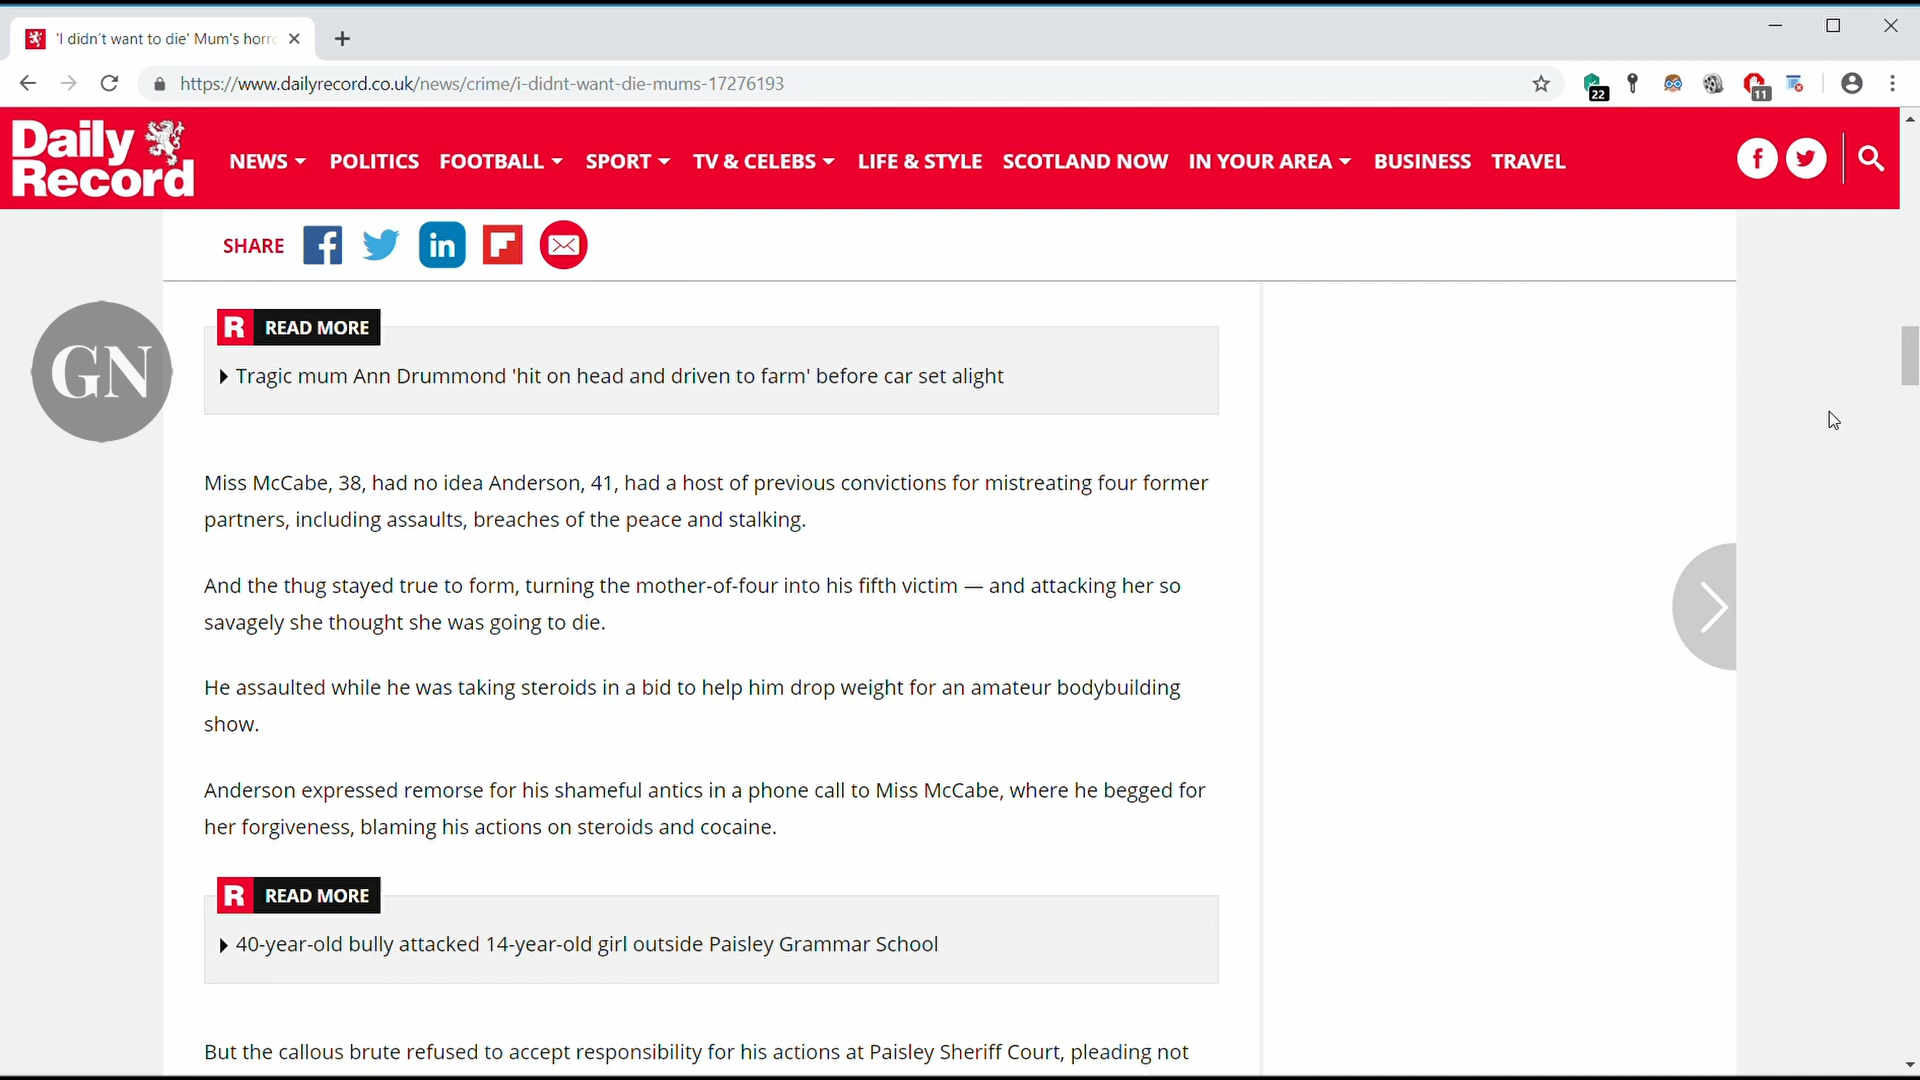 'I didn't want to die' Mum's horr
https://www.dailyrecord.co.uk/news/crime/i-didnt-want-die-mums-17276193
22
11
Daily
Record
NEWS POLITICS FOOTBALL SPORT TV & CELEBS LIFE & STYLE SCOTLAND NOW IN YOUR AREA BUSINESS TRAVEL
SHARE
GN
R READ MORE
Tragic mum Ann Drummond 'hit on head and driven to farm' before car set alight
Miss McCabe, 38, had no idea Anderson, 41, had a host of previous convictions for mistreating four former
partners, including assaults, breaches of the peace and stalking.
And the thug stayed true to form, turning the mother-of-four into his fifth victim — and attacking her so
savagely she thought she was going to die.
He assaulted while he was taking steroids in a bid to help him drop weight for an amateur bodybuilding
show.
Anderson expressed remorse for his shameful antics in a phone call to Miss McCabe, where he begged for
her forgiveness, blaming his actions on steroids and cocaine.
R READ MORE
40-year-old bully attacked 14-year-old girl outside Paisley Grammar School
But the callous brute refused to accept responsibility for his actions at Paisley Sheriff Court, pleading not